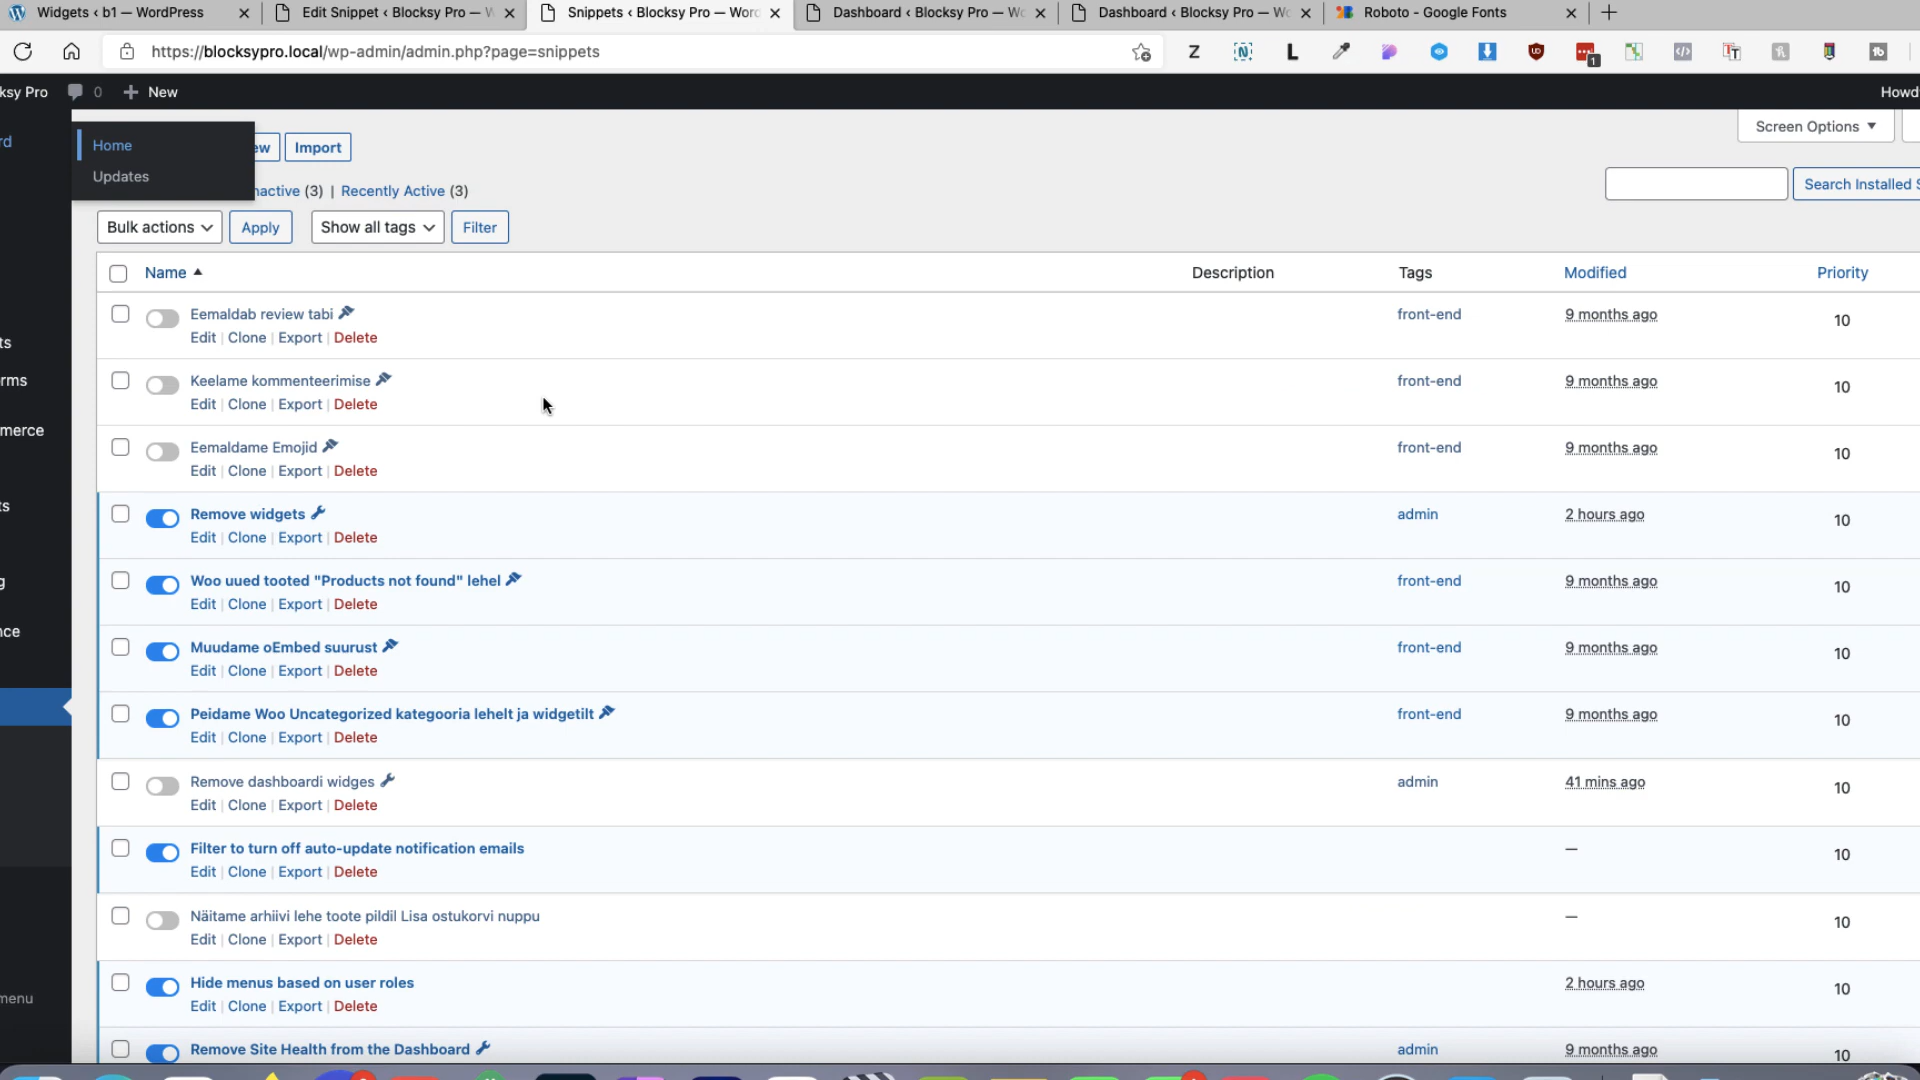 Widgets ‹ b1 — WordPress
Edit Snippet ‹ Blocksy Pro — W
Snippets ‹ Blocksy Pro — Word
Dashboard ‹ Blocksy Pro — Wo
Dashboard ‹ Blocksy Pro — Wo
Roboto - Google Fonts
https://blocksypro.local/wp-admin/admin.php?page=snippets
ksy Pro
0
+ New
Howd
rd
Home
Updates
ew
Import
Screen Options
nactive (3) | Recently Active (3)
Search Installed S
Bulk actions
Apply
Show all tags
Filter
Name
Description
Tags
Modified
Priority
Eemaldab review tabi
front-end
9 months ago
10
Edit | Clone | Export | Delete
ts
Keelame kommenteerimise
front-end
9 months ago
10
rms
Edit | Clone | Export | Delete
merce
Eemaldame Emojid
front-end
9 months ago
10
Edit | Clone | Export | Delete
ts
Remove widgets
admin
2 hours ago
10
Edit | Clone | Export | Delete
g
Woo uued tooted "Products not found" lehel
front-end
9 months ago
10
Edit | Clone | Export | Delete
nce
Muudame oEmbed suurust
front-end
9 months ago
10
Edit | Clone | Export | Delete
Peidame Woo Uncategorized kategooria lehelt ja widgetilt
front-end
9 months ago
10
Edit | Clone | Export | Delete
Remove dashboardi widges
admin
41 mins ago
10
Edit | Clone | Export | Delete
Filter to turn off auto-update notification emails
—
10
Edit | Clone | Export | Delete
Näitame arhiivi lehe toote pildil Lisa ostukorvi nuppu
—
10
Edit | Clone | Export | Delete
Hide menus based on user roles
2 hours ago
10
menu
Edit | Clone | Export | Delete
Remove Site Health from the Dashboard
admin
9 months ago
10